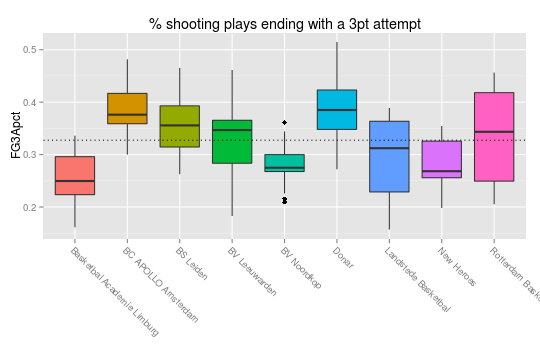 % shooting plays ending with a 3pt attempt
FG3Apct
0.5
0.4
0.3
0.2
Basketbal Academie Limburg
BC APOLLO Amsterdam
BS Leiden
BV Leeuwarden
BV Noordkop
Donar
Landstede Basketbal
New Heroes
Rotterdam Bask